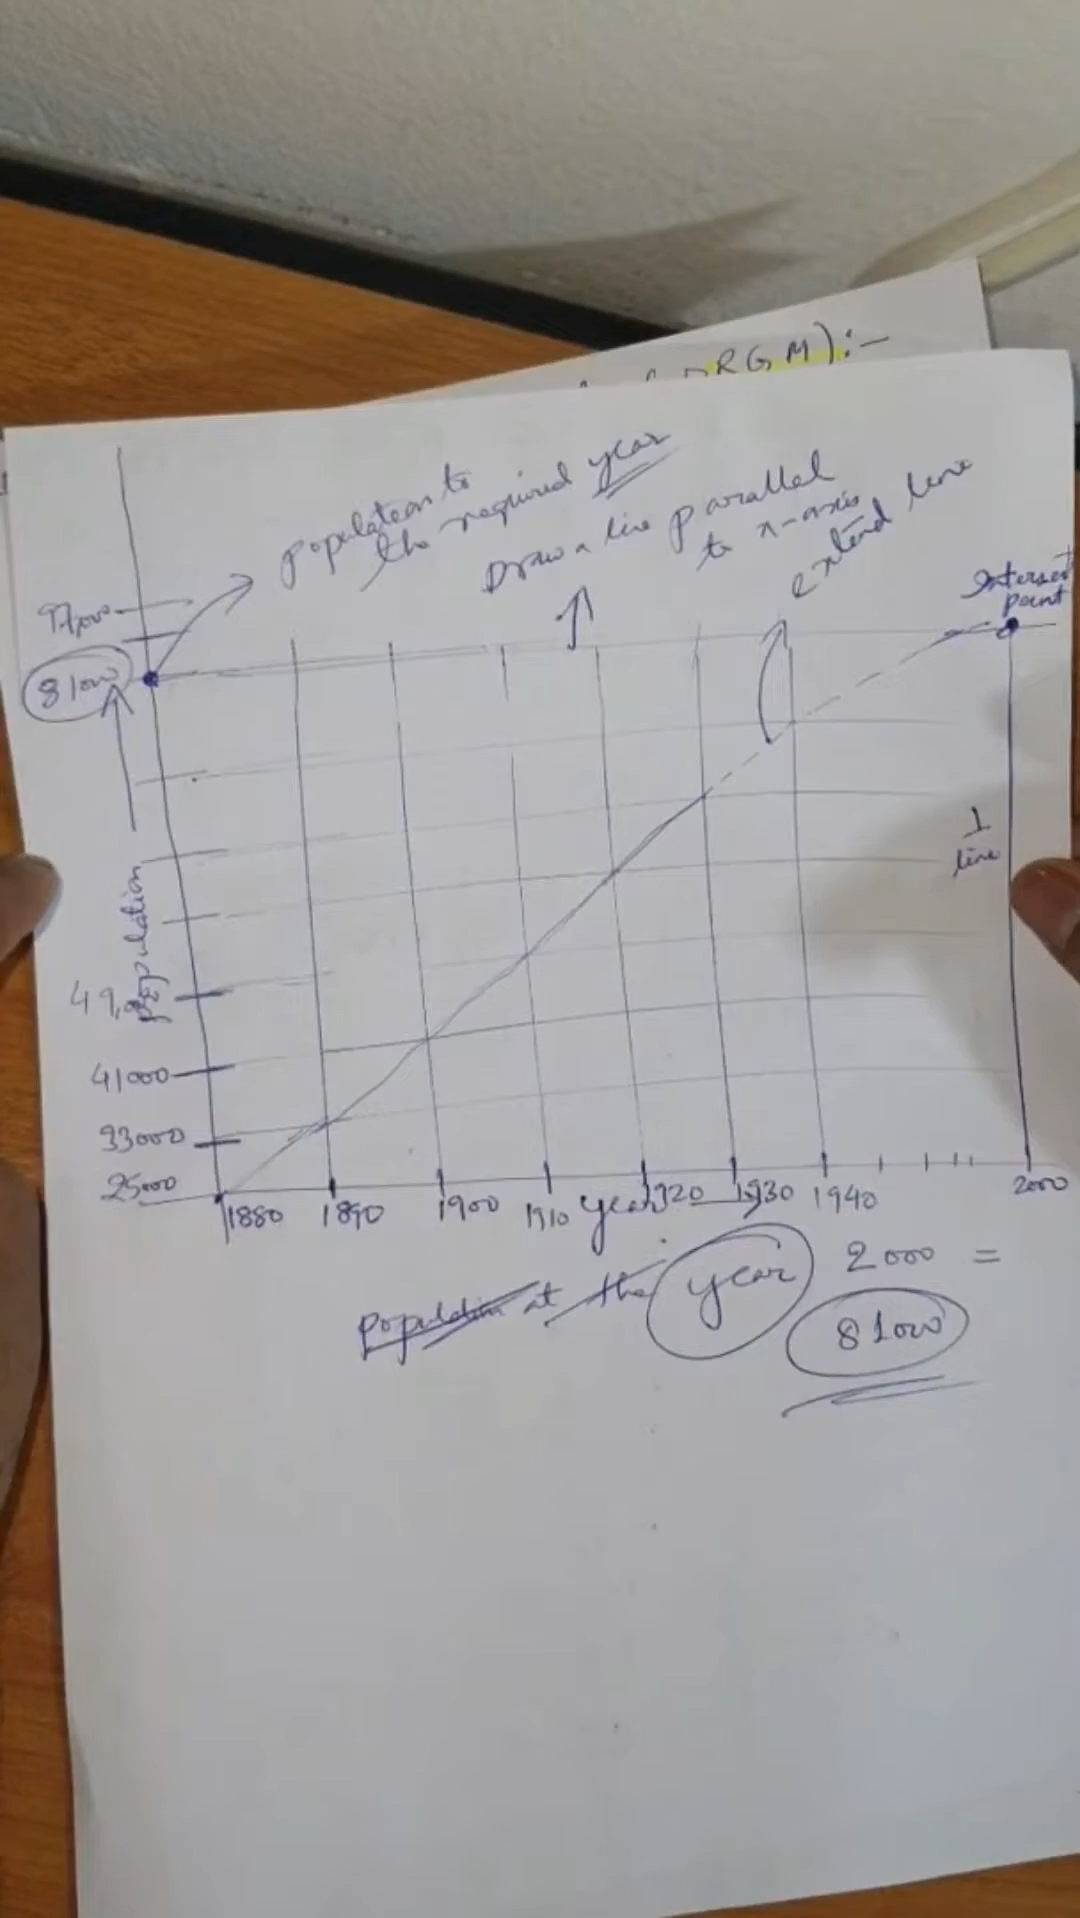 RGM):-
population to
the required year
Draw a line parallel
to x-axis
extend line
Intersect
point
97,000
81000
population
⊥
line
49,
41000
33000
25000
1880 1890 1900 1910 year 1920 1930 1940 2000
population at the year 2000 =
81000